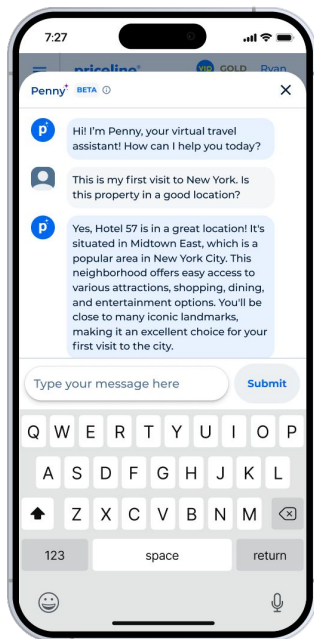 7:27
priceline®
VIP GOLD Ryan
Penny BETA
Hi! I'm Penny, your virtual travel
assistant! How can I help you today?
This is my first visit to New York. Is
this property in a good location?
Yes, Hotel 57 is in a great location! It's
situated in Midtown East, which is a
popular area in New York City. This
neighborhood offers easy access to
various attractions, shopping, dining,
and entertainment options. You'll be
close to many iconic landmarks,
making it an excellent choice for your
first visit to the city.
Type your message here
Submit
Q W E R T Y U I O P
A S D F G H J K L
Z X C V B N M
123 space return